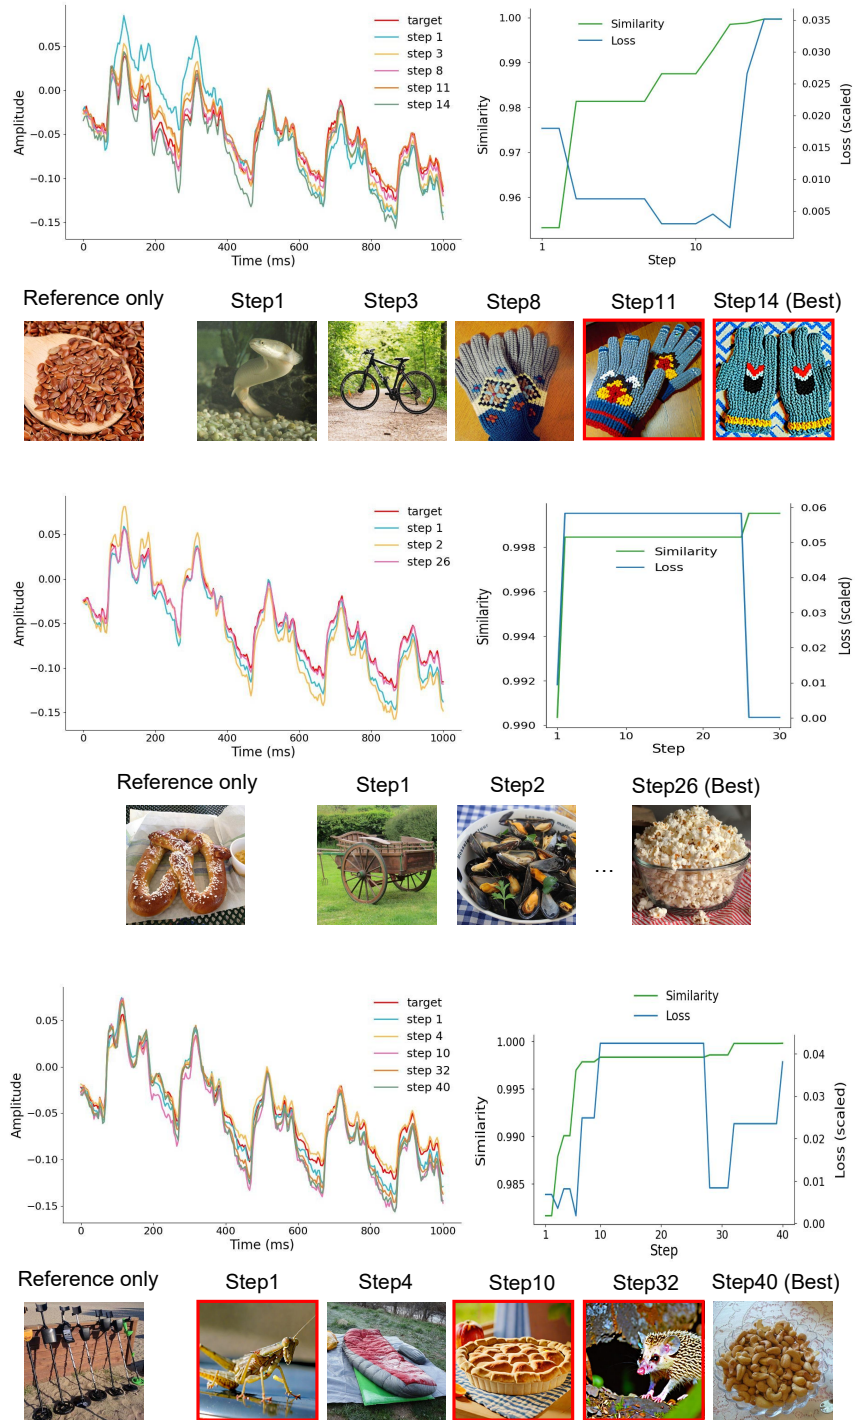 target
step 1
step 3
step 8
step 11
step 14
0.05
0.00
−0.05
−0.10
−0.15
Amplitude
0 200 400 600 800 1000
Time (ms)
Similarity
Loss
1.00
0.99
0.98
0.97
0.96
Similarity
0.035
0.030
0.025
0.020
0.015
0.010
0.005
Loss (scaled)
1 10
Step
Reference only Step1 Step3 Step8 Step11 Step14 (Best)
target
step 1
step 2
step 26
0.05
0.00
−0.05
−0.10
−0.15
Amplitude
0 200 400 600 800 1000
Time (ms)
Similarity
Loss
0.998
0.996
0.994
0.992
0.990
Similarity
0.06
0.05
0.04
0.03
0.02
0.01
0.00
Loss (scaled)
1 10 20 30
Step
Reference only Step1 Step2 Step26 (Best)
...
target
step 1
step 4
step 10
step 32
step 40
0.05
0.00
−0.05
−0.10
−0.15
Amplitude
0 200 400 600 800 1000
Time (ms)
Similarity
Loss
1.000
0.995
0.990
0.985
Similarity
0.04
0.03
0.02
0.01
0.00
Loss (scaled)
1 10 20 30 40
Step
Reference only Step1 Step4 Step10 Step32 Step40 (Best)